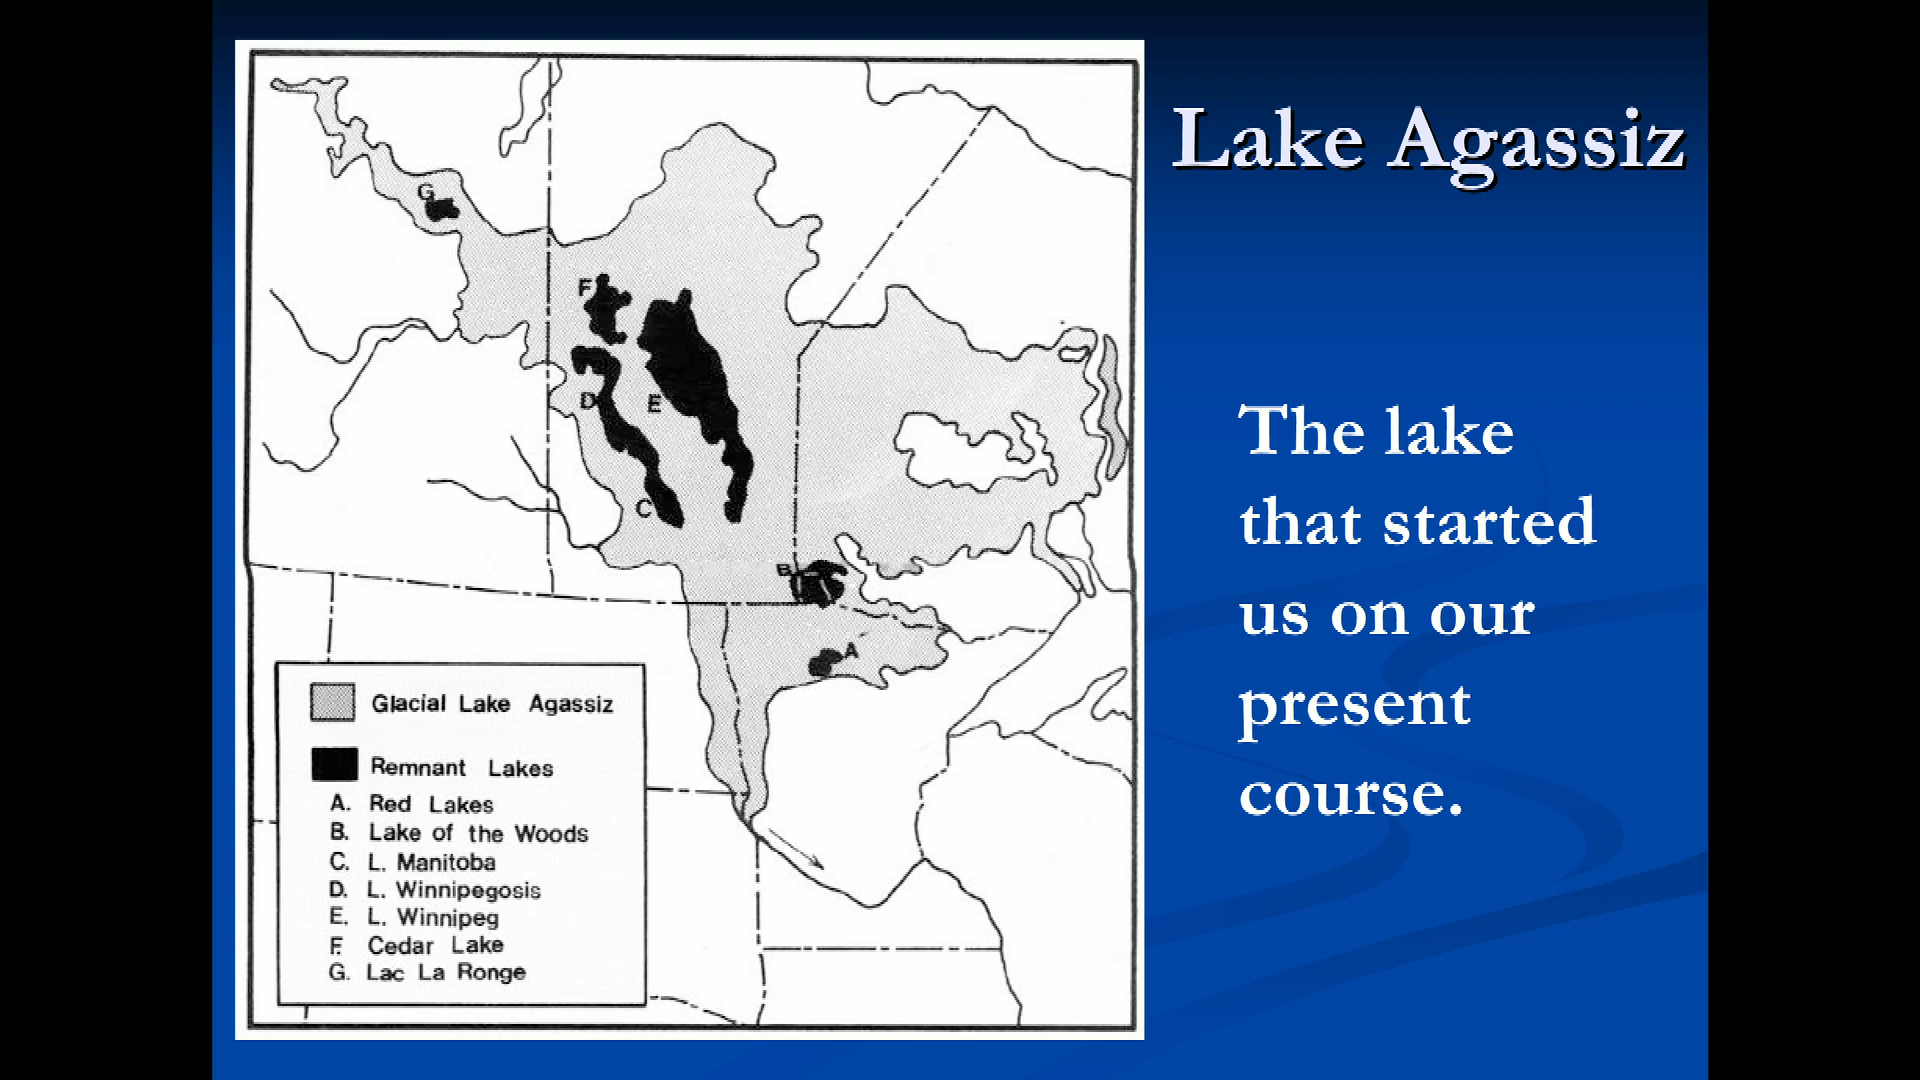 Lake Agassiz
The lake
that started
us on our
present
course.
G
F
D
E
C
B
A
Glacial Lake Agassiz
Remnant Lakes
A. Red Lakes
B. Lake of the Woods
C. L. Manitoba
D. L. Winnipegosis
E. L. Winnipeg
F. Cedar Lake
G. Lac La Ronge